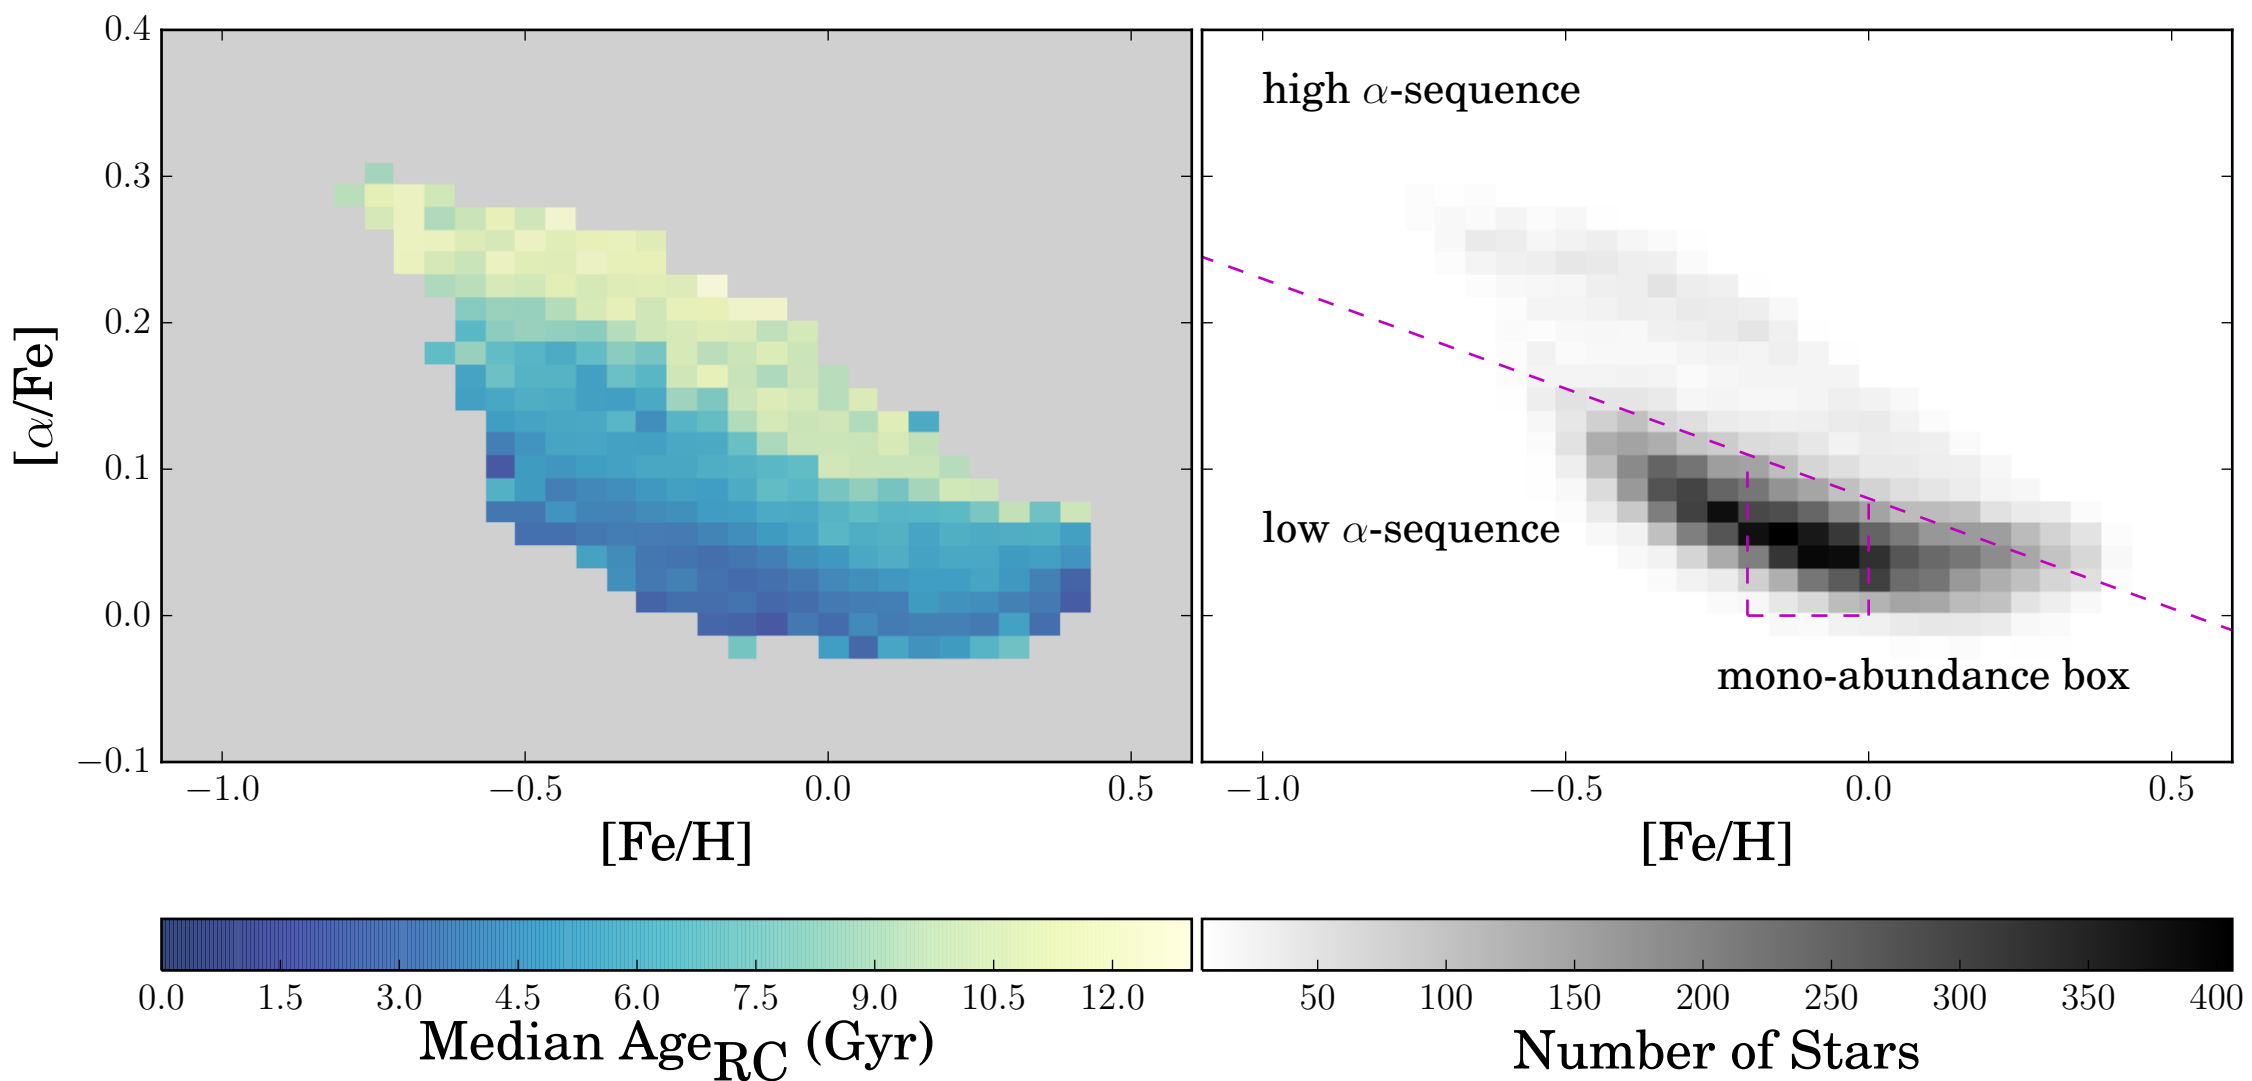 0.4
0.3
0.2
0.1
0.0
−0.1
[α/Fe]
high α-sequence
low α-sequence
mono-abundance box
−1.0 −0.5 0.0 0.5
−1.0 −0.5 0.0 0.5
[Fe/H]
[Fe/H]
0.0 1.5 3.0 4.5 6.0 7.5 9.0 10.5 12.0
Median Age_RC (Gyr)
50 100 150 200 250 300 350 400
Number of Stars